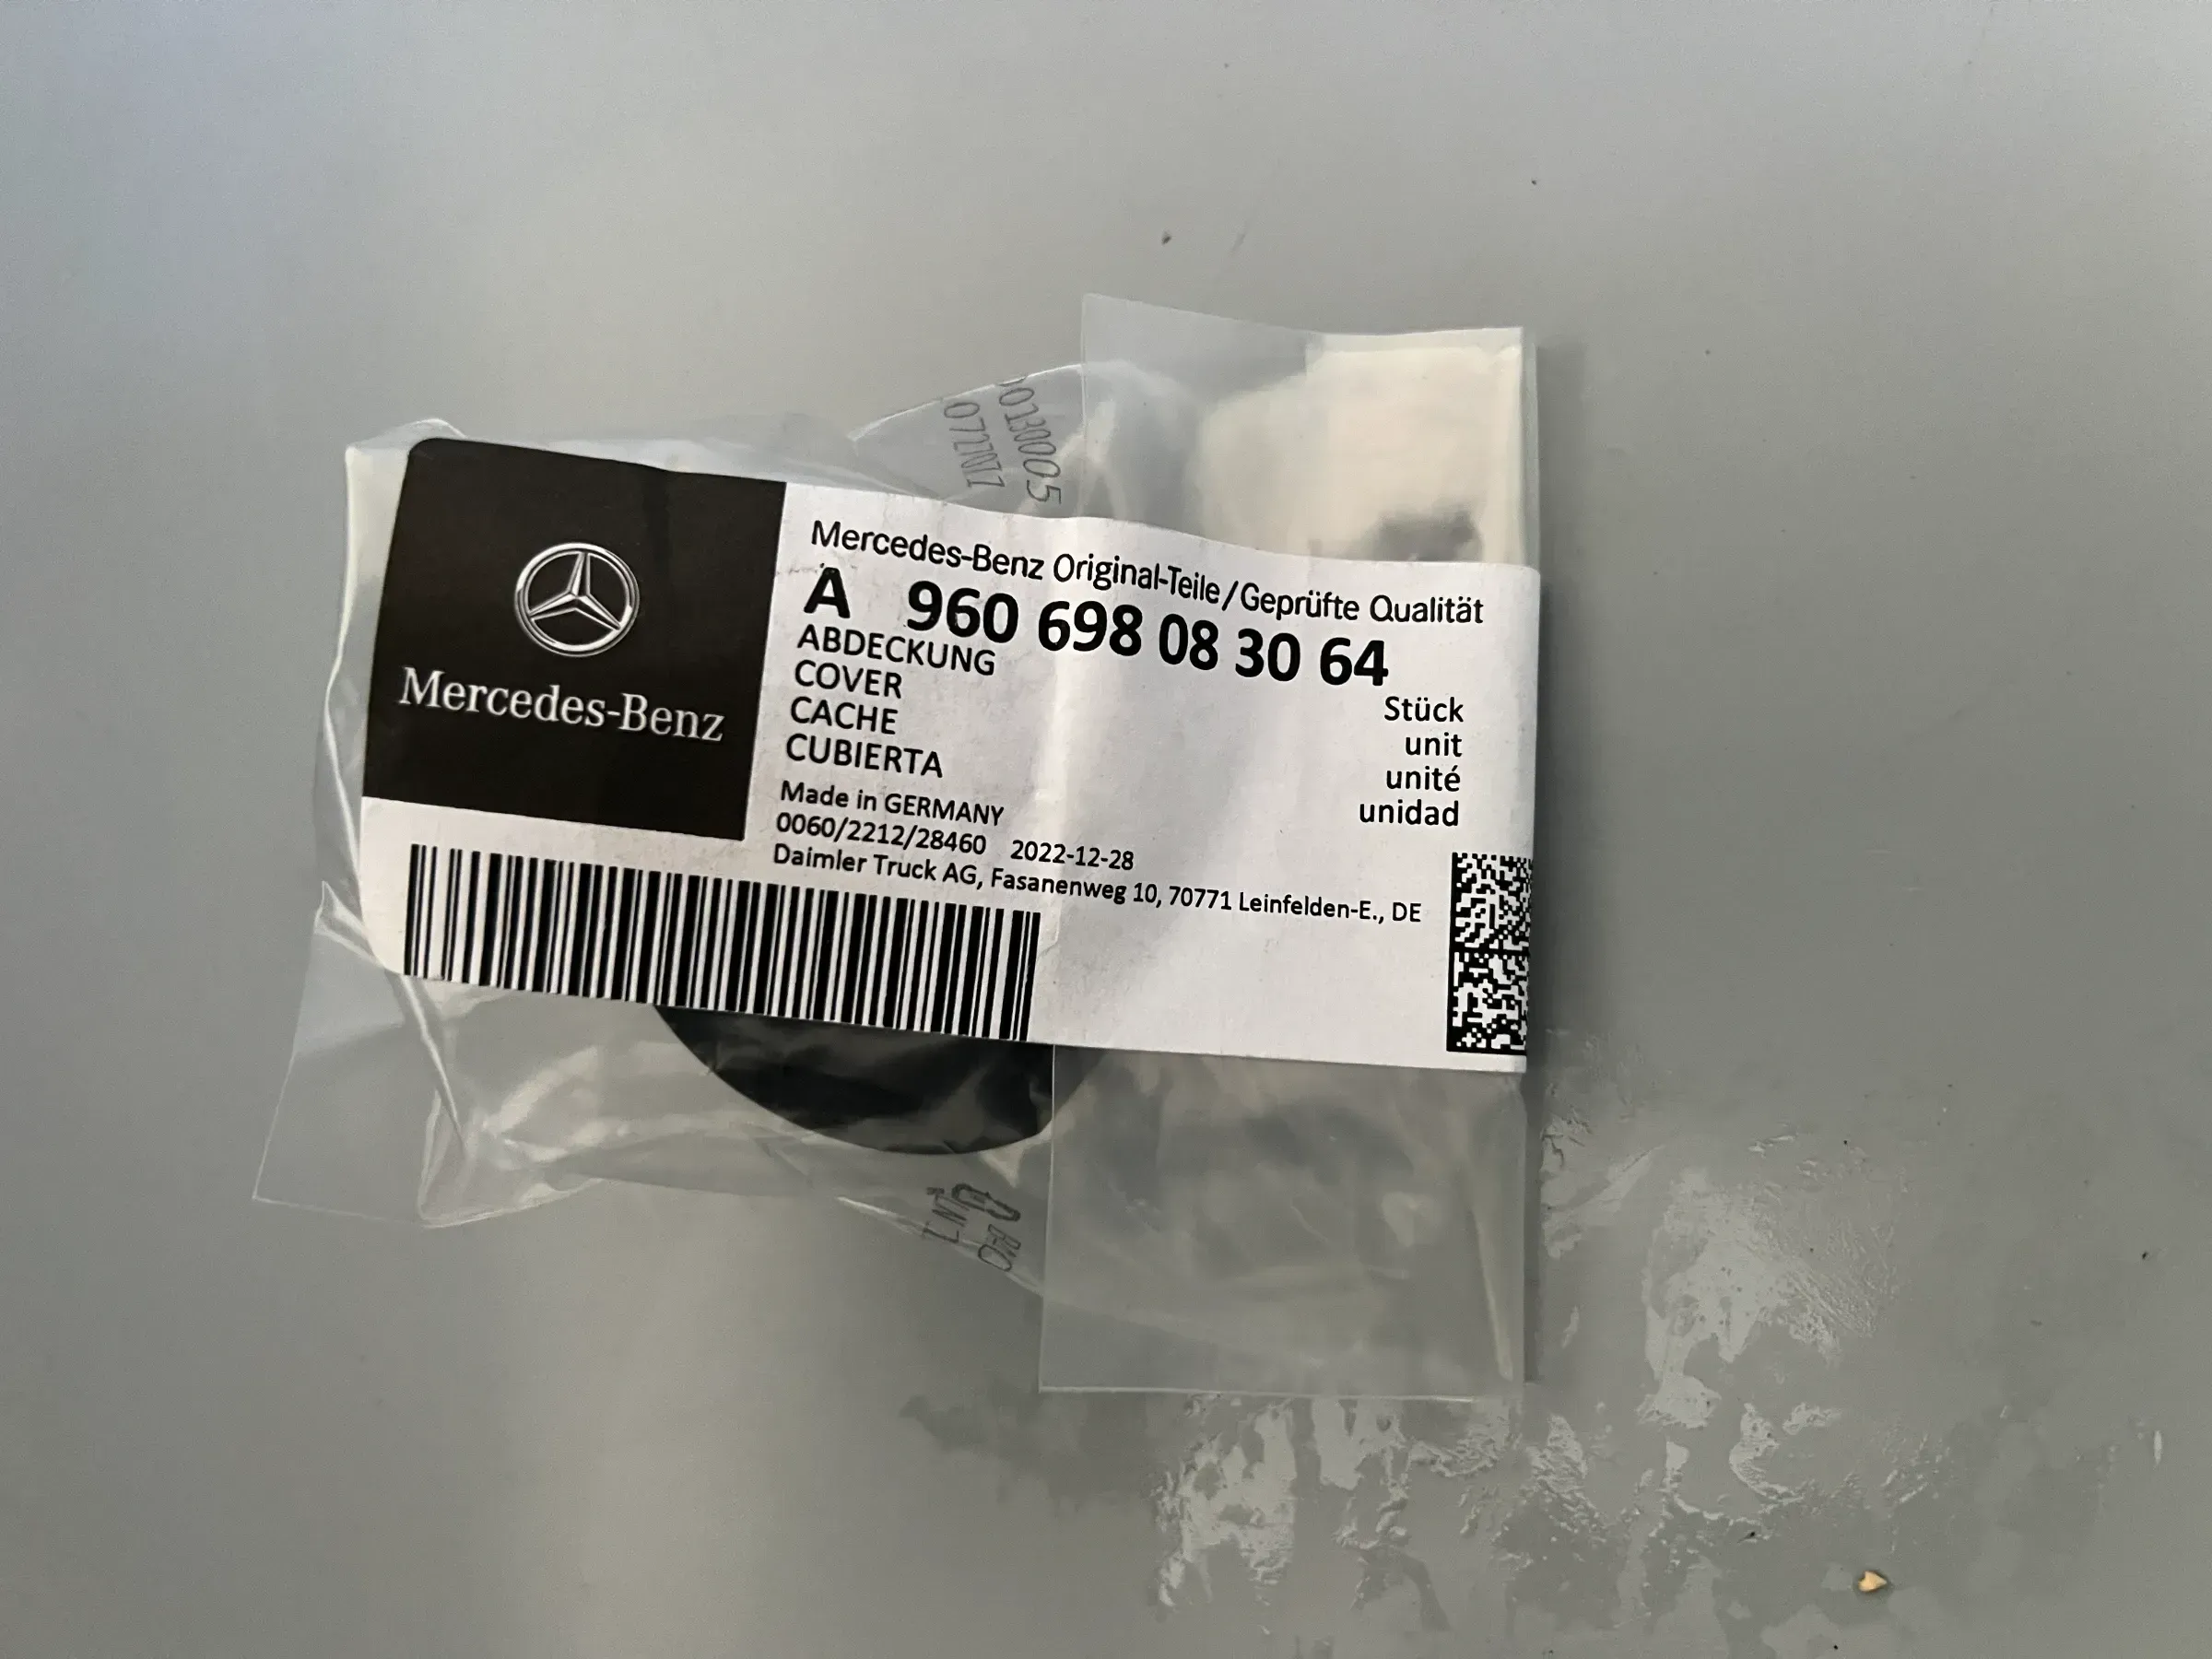 Mercedes-Benz
Mercedes-Benz Original-Teile/Geprüfte Qualität
A 960 698 08 30 64
ABDECKUNG
COVER
CACHE
CUBIERTA
Stück
unit
unité
unidad
Made in GERMANY
0060/2212/28460 2022-12-28
Daimler Truck AG, Fasanenweg 10, 70771 Leinfelden-E., DE